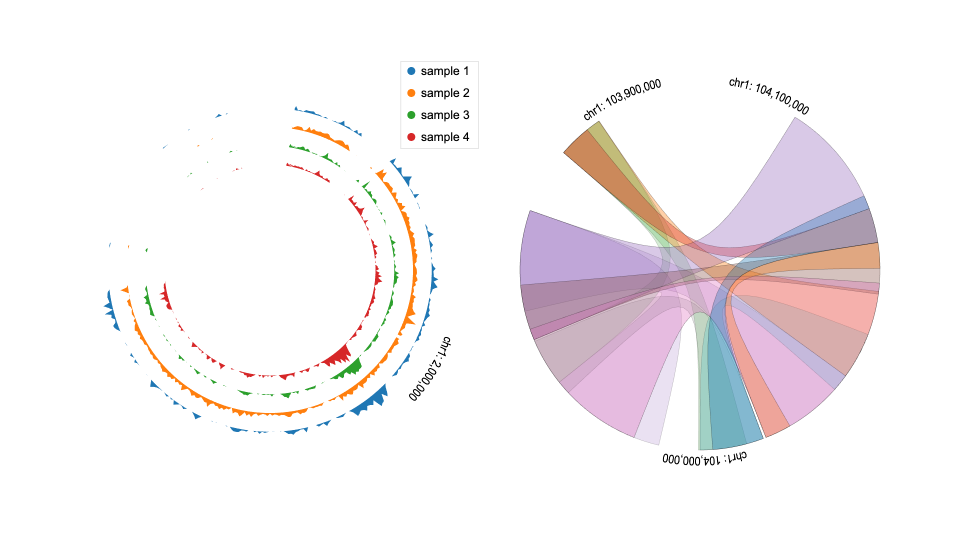 sample 1
sample 2
sample 3
sample 4
chr1: 2,000,000
chr1: 103,900,000
chr1: 104,100,000
chr1: 104,000,000